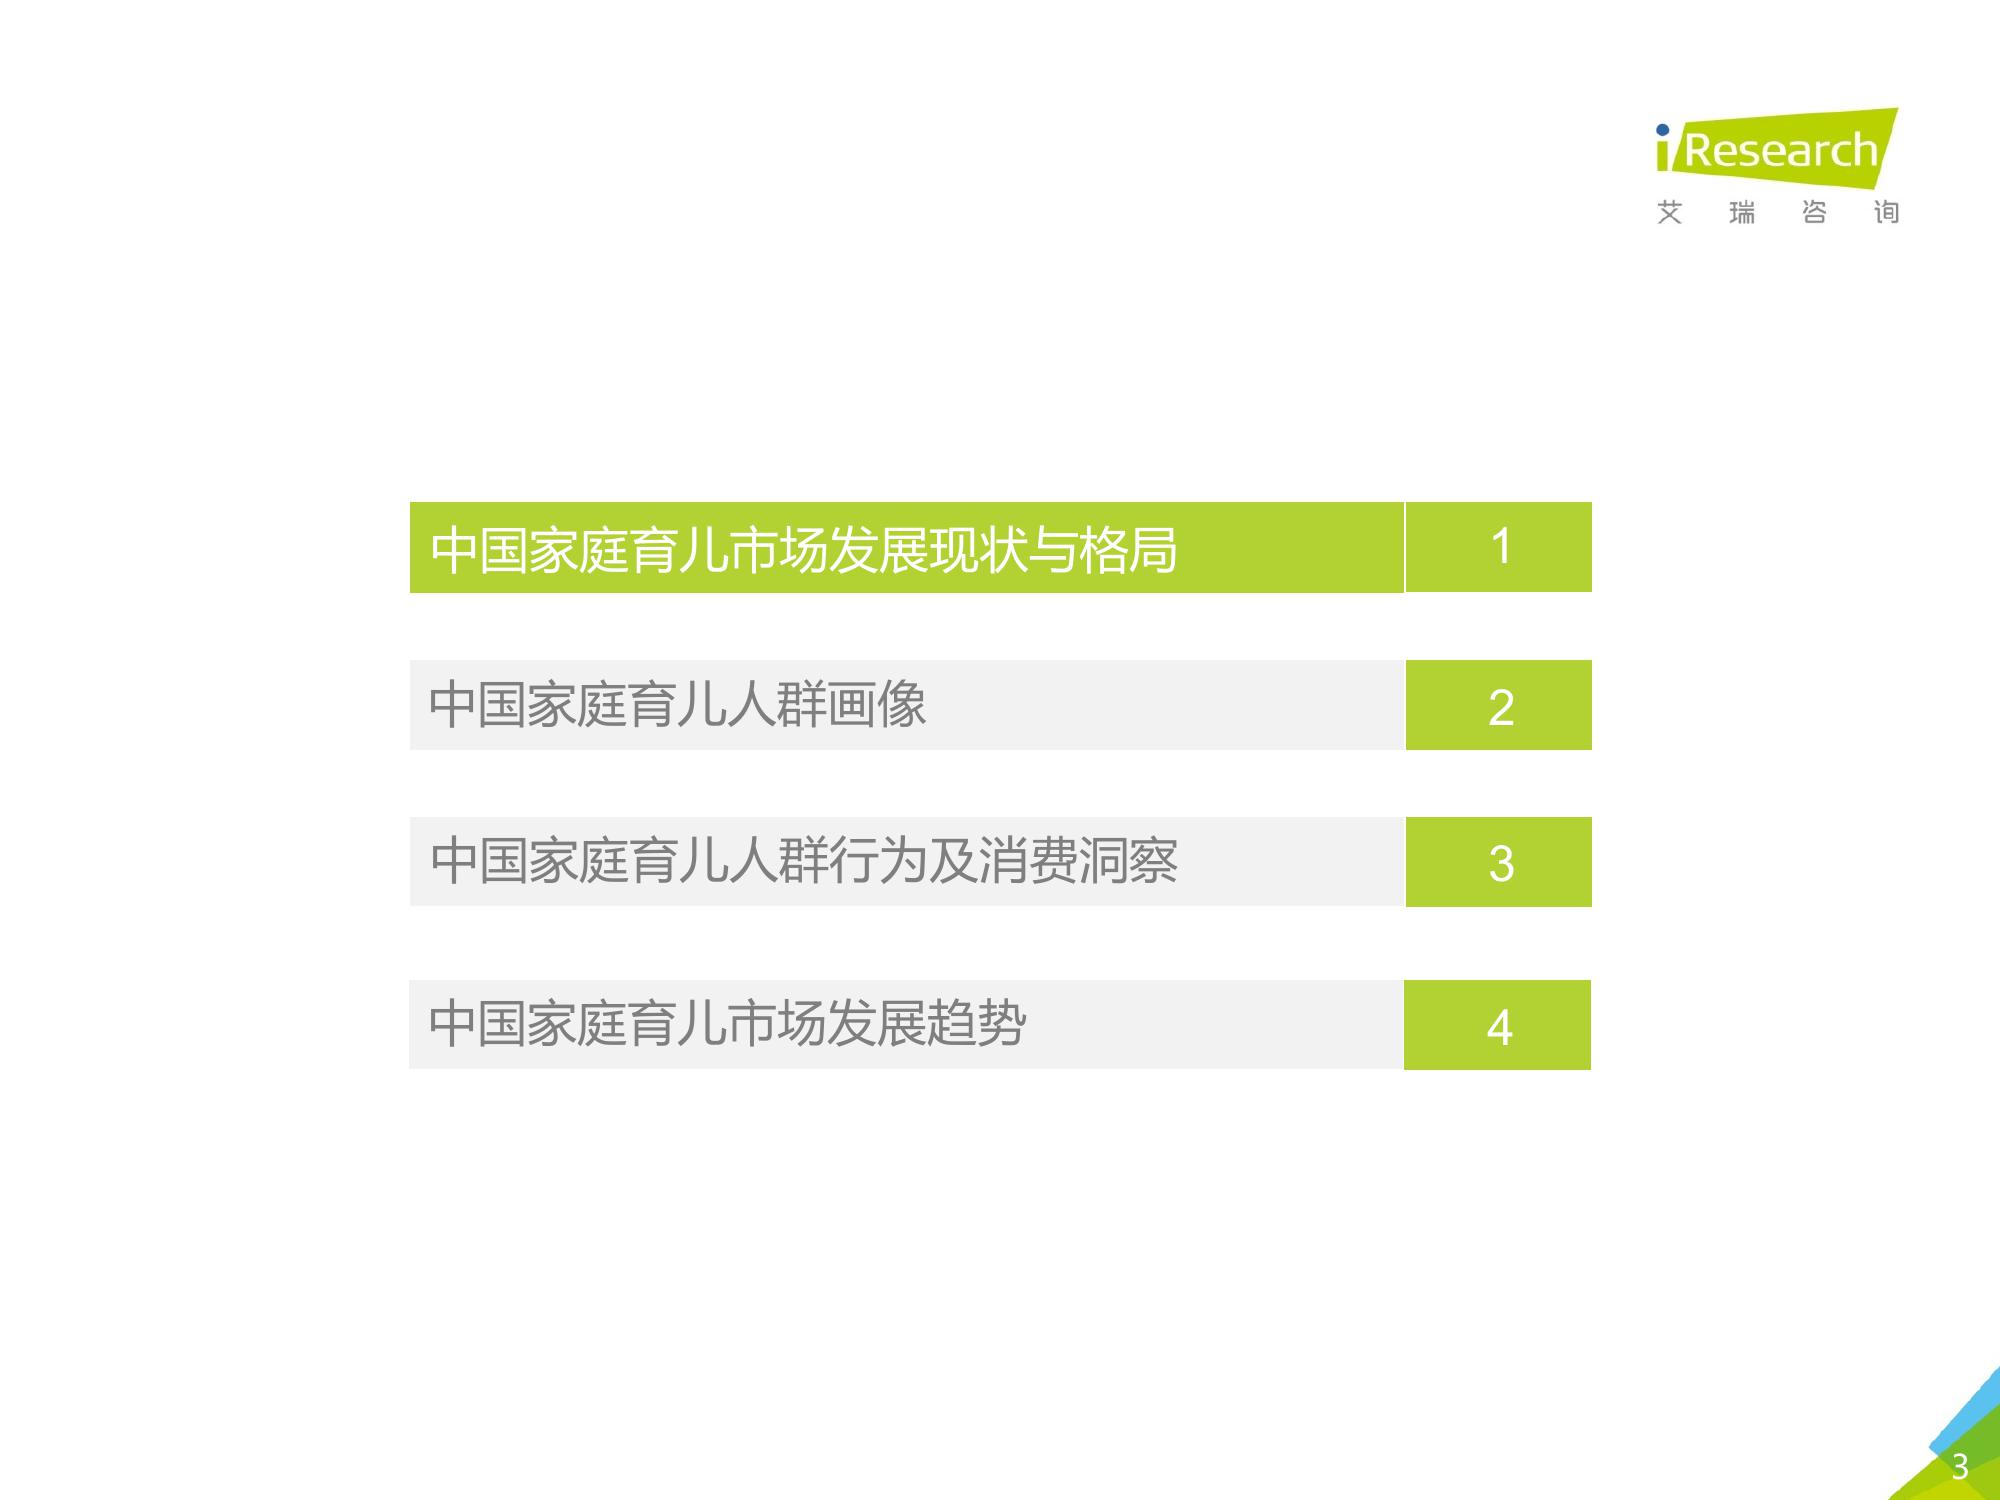 iResearch
艾瑞咨询
中国家庭育儿市场发展现状与格局 1
中国家庭育儿人群画像 2
中国家庭育儿人群行为及消费洞察 3
中国家庭育儿市场发展趋势 4
3